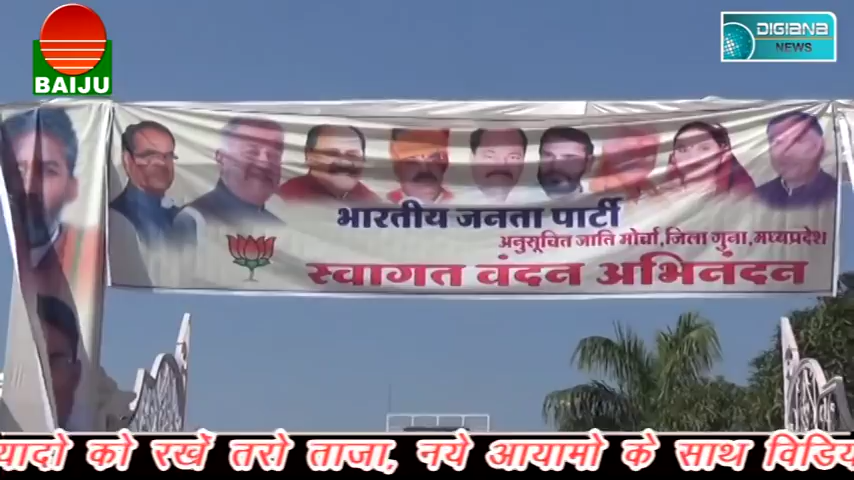 BAIJU
DIGIANA
NEWS
भारतीय जनता पार्टी
अनुसूचित जाति मोर्चा, जिला गुना, मध्यप्रदेश
स्वागत वंदन अभिनंदन
यादो को रखें तरो ताजा, नये आयामो के साथ विडिय